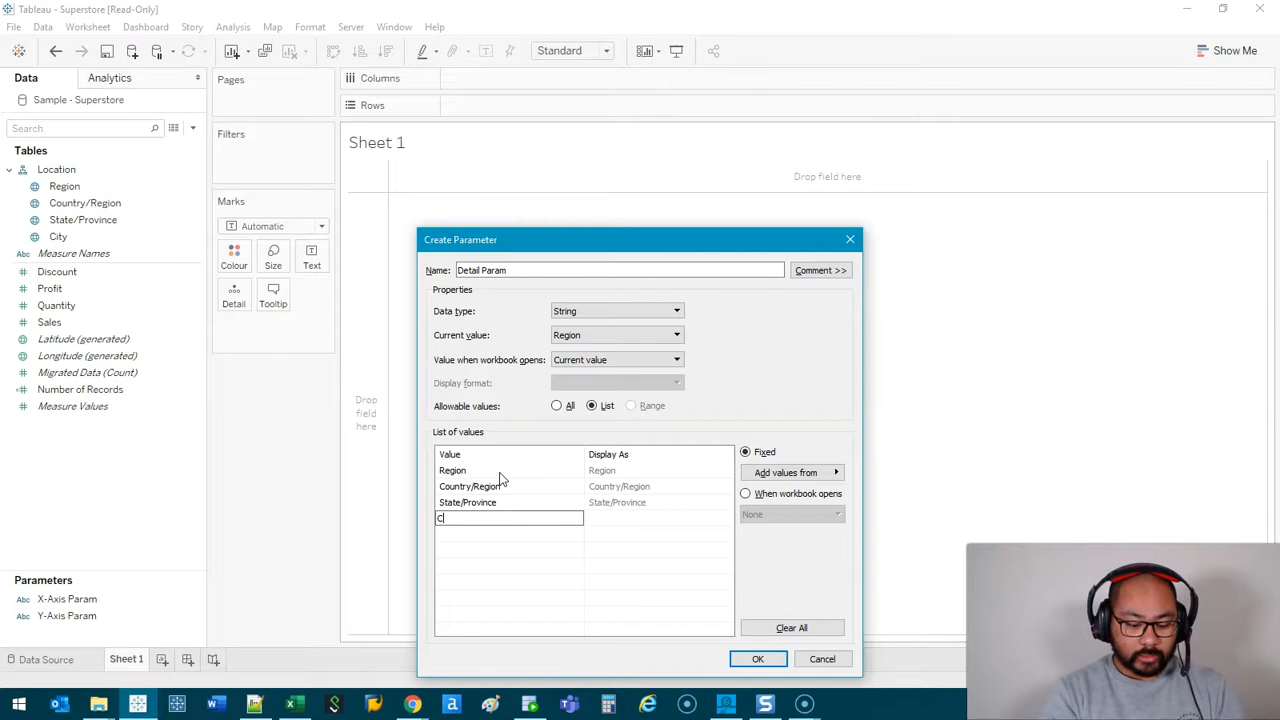 Tableau - Superstore [Read-Only]
File Data Worksheet Dashboard Story Analysis Map Format Server Window Help
Standard
Show Me
Data Analytics
Pages
Columns
Sample - Superstore
Rows
Search
Filters
Tables
Sheet 1
Location
Region
Drop field here
Country/Region
Marks
State/Province
Automatic
City
Measure Names
Colour Size Text
Discount
Profit
Quantity
Detail Tooltip
Sales
Latitude (generated)
Longitude (generated)
Migrated Data (Count)
Number of Records
Measure Values
Drop
field
here
Create Parameter
Name: Detail Param Comment >>
Properties
Data type: String
Current value: Region
Value when workbook opens: Current value
Display format:
Allowable values: All List Range
List of values
Value Display As
Region Region
Country/Region Country/Region
State/Province State/Province
C
Fixed
Add values from
When workbook opens
None
Clear All
OK Cancel
Parameters
Abc X-Axis Param
Abc Y-Axis Param
Data Source Sheet 1